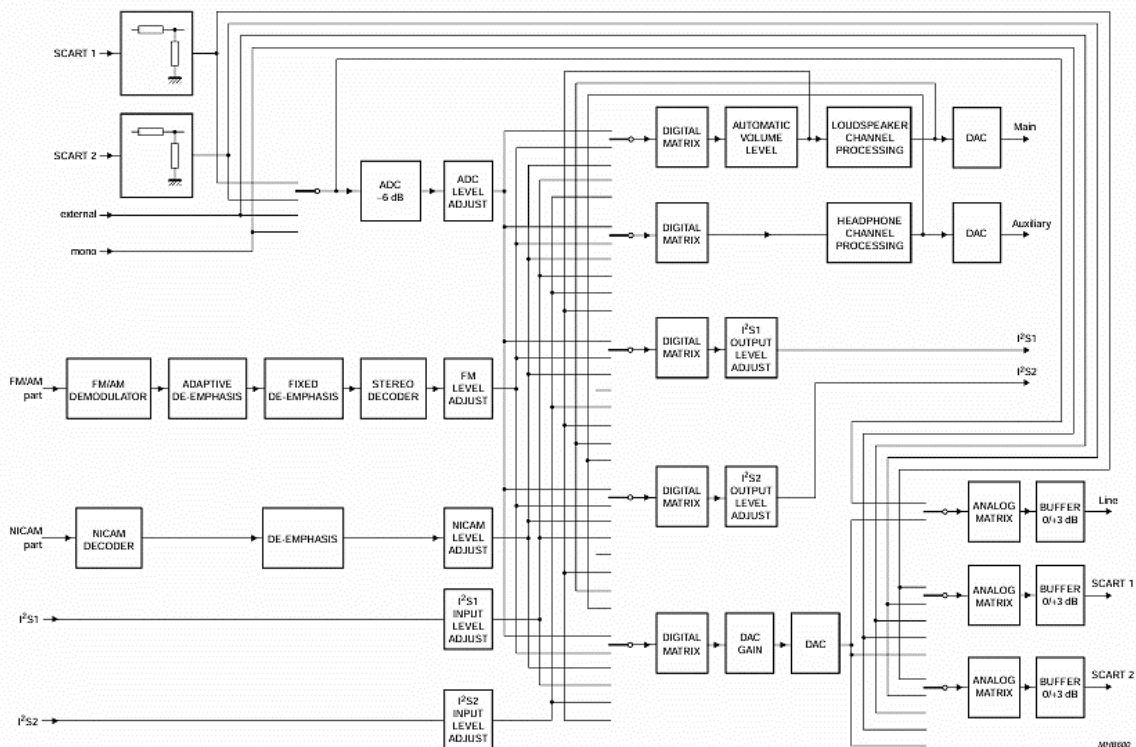 SCART 1
SCART 2
external
mono
ADC
–6 dB
ADC
LEVEL
ADJUST
DIGITAL
MATRIX
AUTOMATIC
VOLUME
LEVEL
LOUDSPEAKER
CHANNEL
PROCESSING
DAC
Main
DIGITAL
MATRIX
HEADPHONE
CHANNEL
PROCESSING
DAC
Auxiliary
DIGITAL
MATRIX
I²S1
OUTPUT
LEVEL
ADJUST
I²S1
I²S2
FM/AM
part
FM/AM
DEMODULATOR
ADAPTIVE
DE-EMPHASIS
FIXED
DE-EMPHASIS
STEREO
DECODER
FM
LEVEL
ADJUST
DIGITAL
MATRIX
I²S2
OUTPUT
LEVEL
ADJUST
NICAM
part
NICAM
DECODER
DE-EMPHASIS
NICAM
LEVEL
ADJUST
ANALOG
MATRIX
BUFFER
0/+3 dB
Line
I²S1
I²S1
INPUT
LEVEL
ADJUST
ANALOG
MATRIX
BUFFER
0/+3 dB
SCART 1
DIGITAL
MATRIX
DAC
GAIN
DAC
I²S2
I²S2
INPUT
LEVEL
ADJUST
ANALOG
MATRIX
BUFFER
0/+3 dB
SCART 2